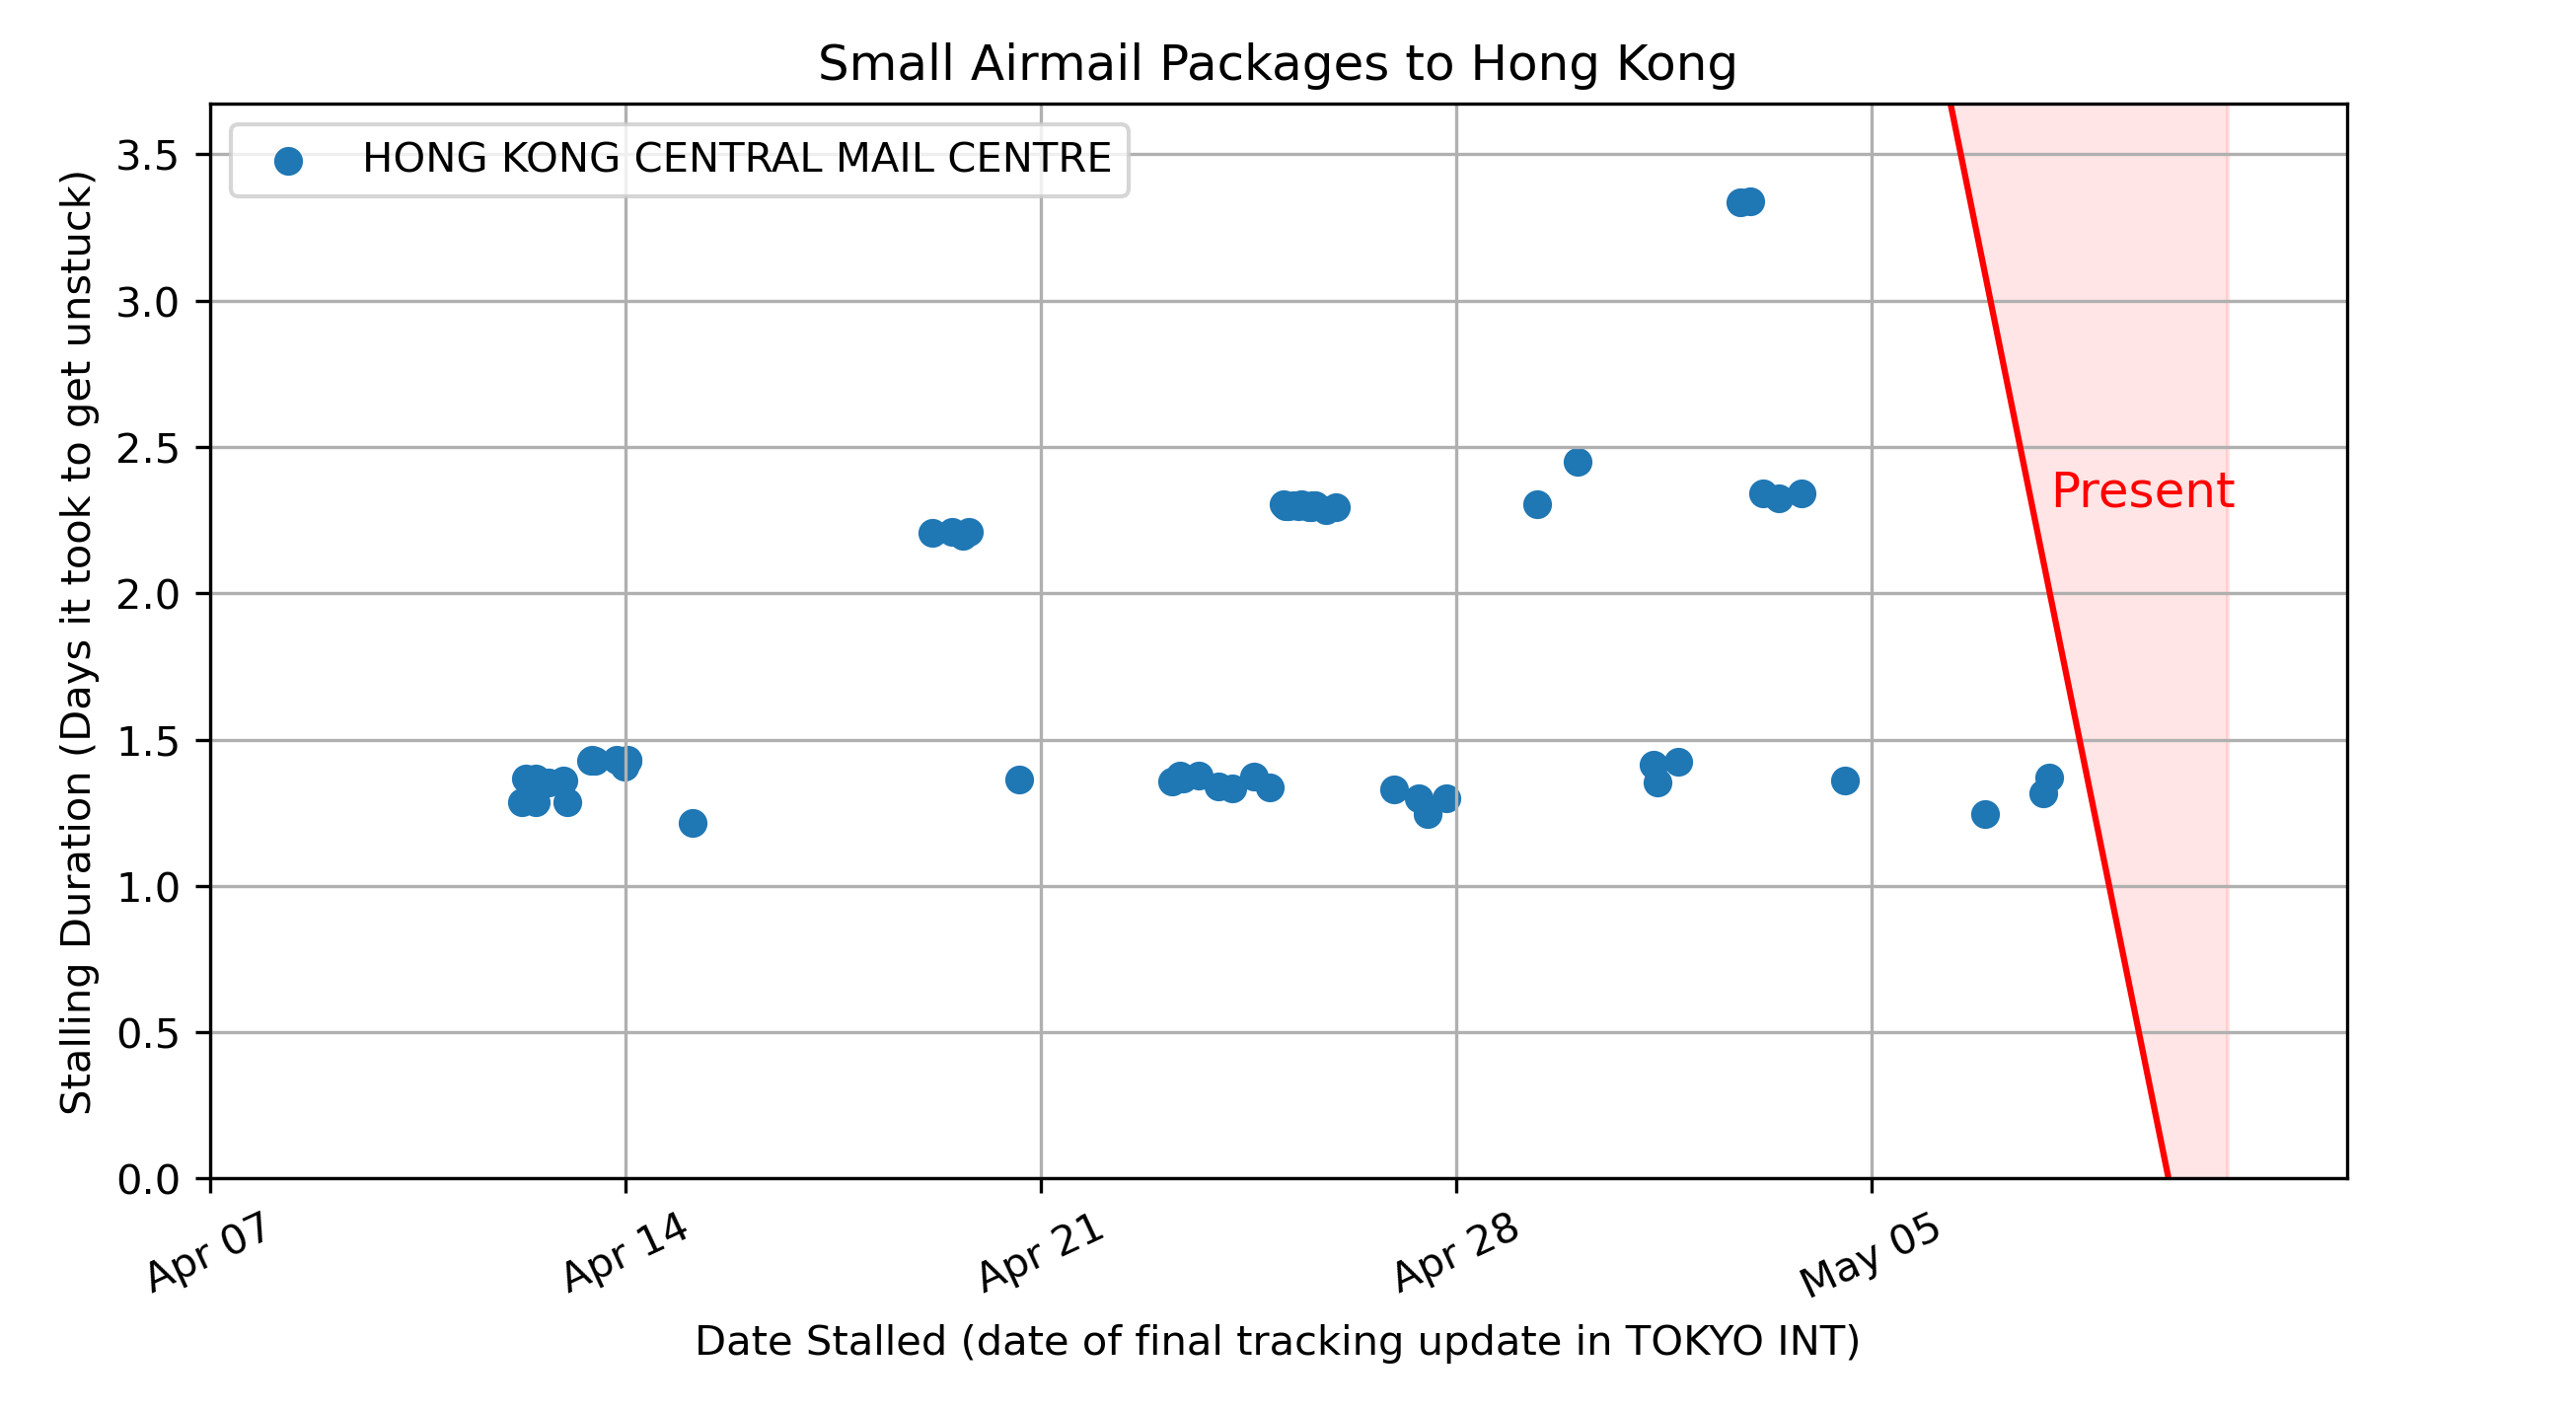 Small Airmail Packages to Hong Kong
HONG KONG CENTRAL MAIL CENTRE
Stalling Duration (Days it took to get unstuck)
3.5
3.0
2.5
2.0
1.5
1.0
0.5
0.0
Present
Apr 07
Apr 14
Apr 21
Apr 28
May 05
Date Stalled (date of final tracking update in TOKYO INT)